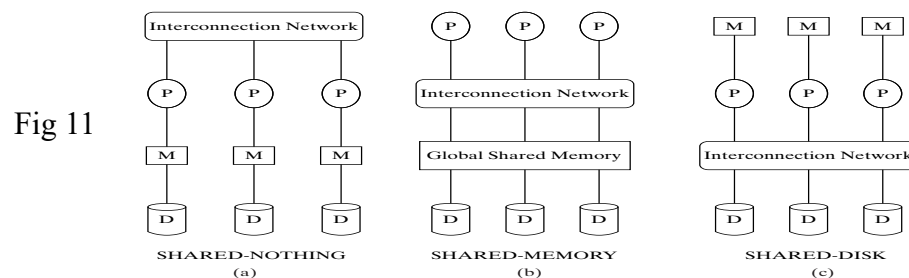 Fig 11
Interconnection Network
P P P
M M M
D D D
SHARED-NOTHING
(a)
P P P
Interconnection Network
Global Shared Memory
D D D
SHARED-MEMORY
(b)
M M M
P P P
Interconnection Network
D D D
SHARED-DISK
(c)